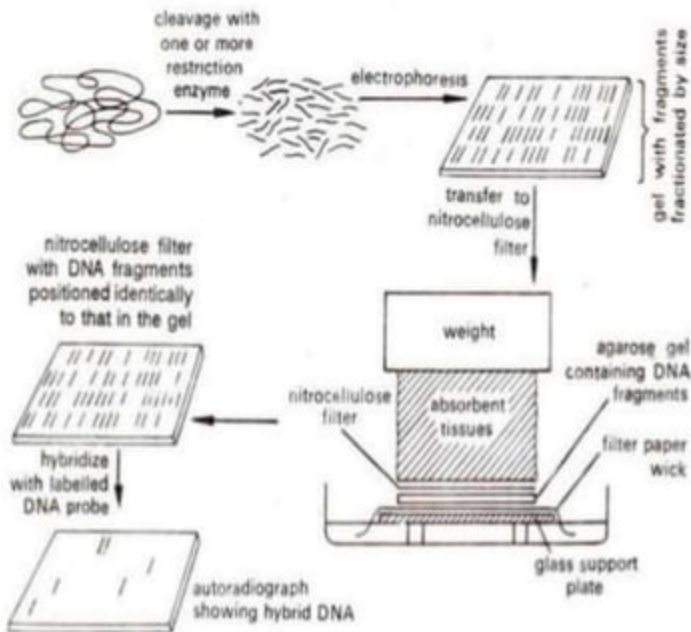 cleavage with
one or more
restriction
enzyme
electrophoresis
gel with fragments
fractionated by size
transfer to
nitrocellulose
filter
nitrocellulose filter
with DNA fragments
positioned identically
to that in the gel
weight
agarose gel
containing DNA
fragments
nitrocellulose
filter
absorbent
tissues
filter paper
wick
hybridize
with labelled
DNA probe
glass support
plate
autoradiograph
showing hybrid DNA